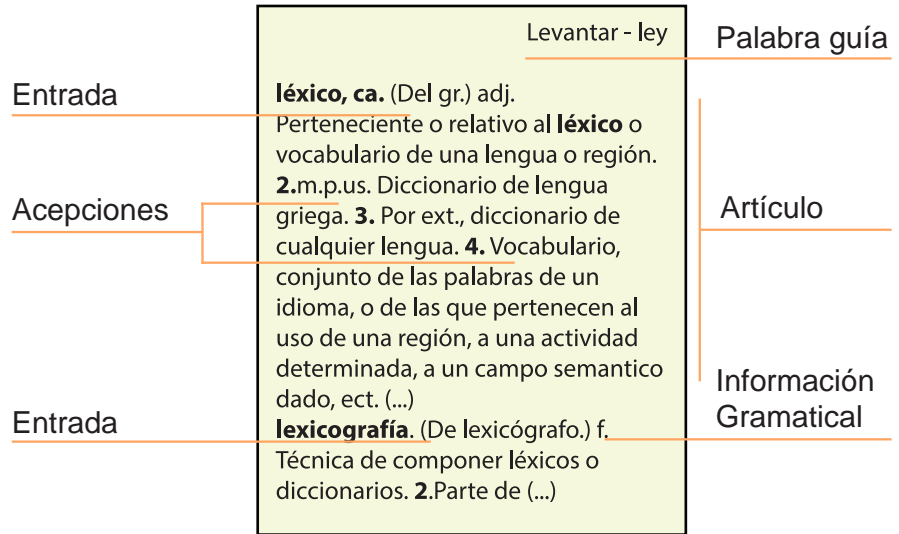 Levantar - ley
Palabra guía
Entrada
léxico, ca. (Del gr.) adj.
Perteneciente o relativo al léxico o
vocabulario de una lengua o región.
2.m.p.us. Diccionario de lengua
Acepciones
griega. 3. Por ext., diccionario de
Artículo
cualquier lengua. 4. Vocabulario,
conjunto de las palabras de un
idioma, o de las que pertenecen al
uso de una región, a una actividad
determinada, a un campo semantico
dado, ect. (...)
Información
Gramatical
Entrada
lexicografía. (De lexicógrafo.) f.
Técnica de componer léxicos o
diccionarios. 2.Parte de (...)